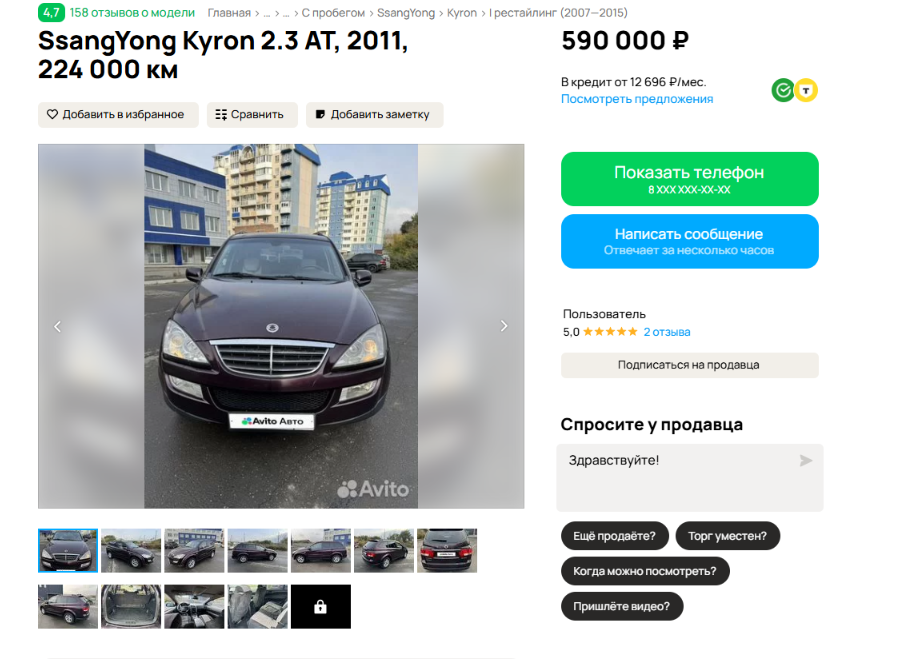 4,7 158 отзывов о модели Главная › ... › ... › С пробегом › SsangYong › Kyron › I рестайлинг (2007—2015)
SsangYong Kyron 2.3 AT, 2011,
224 000 км
590 000 ₽
В кредит от 12 696 ₽/мес.
Посмотреть предложения
Т
Добавить в избранное Сравнить Добавить заметку
Показать телефон
8 XXX XXX-XX-XX
Написать сообщение
Отвечает за несколько часов
Avito Авто
Avito
Пользователь
5,0 2 отзыва
Подписаться на продавца
Спросите у продавца
Здравствуйте!
Ещё продаёте? Торг уместен?
Когда можно посмотреть?
Пришлёте видео?